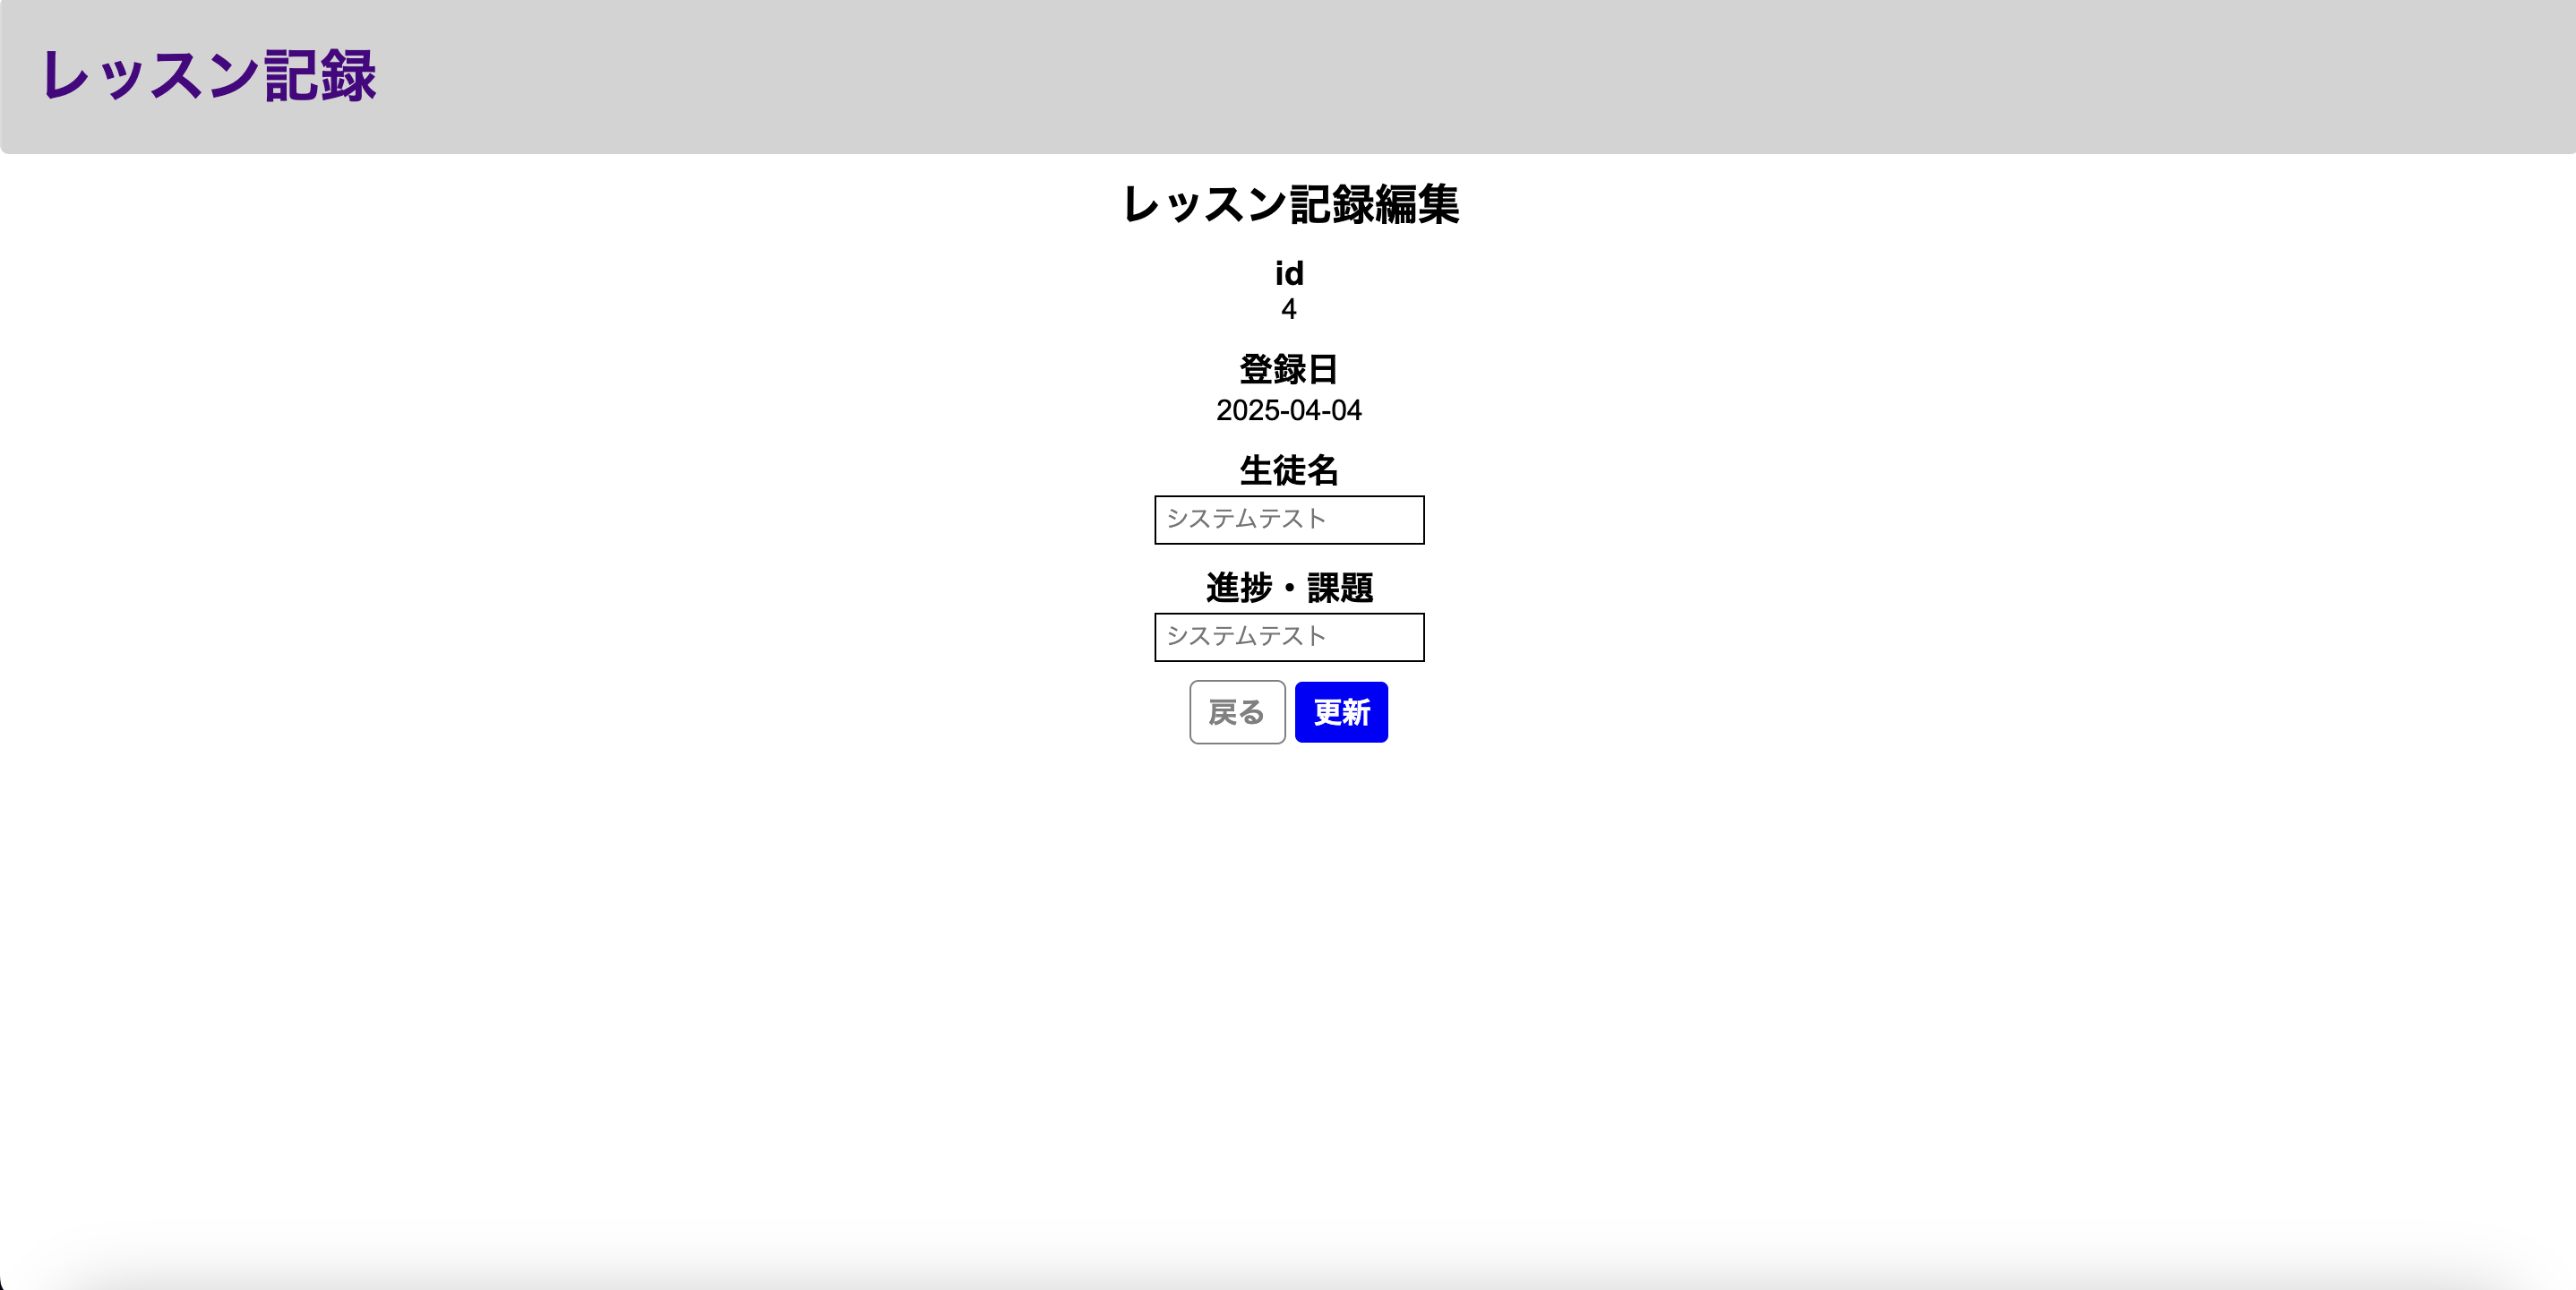 レッスン記録
レッスン記録編集
id
4
登録日
2025-04-04
生徒名
システムテスト
進捗・課題
システムテスト
戻る 更新